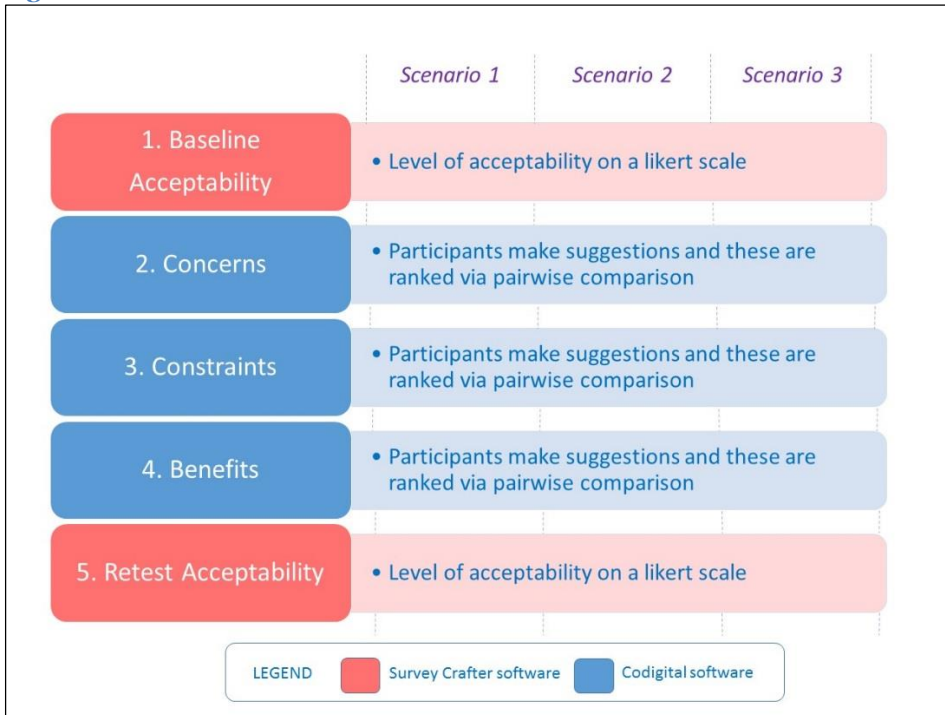 Scenario 1 Scenario 2 Scenario 3
1. Baseline
Acceptability
• Level of acceptability on a likert scale
2. Concerns
• Participants make suggestions and these are
ranked via pairwise comparison
3. Constraints
• Participants make suggestions and these are
ranked via pairwise comparison
4. Benefits
• Participants make suggestions and these are
ranked via pairwise comparison
5. Retest Acceptability
• Level of acceptability on a likert scale
LEGEND Survey Crafter software Codigital software